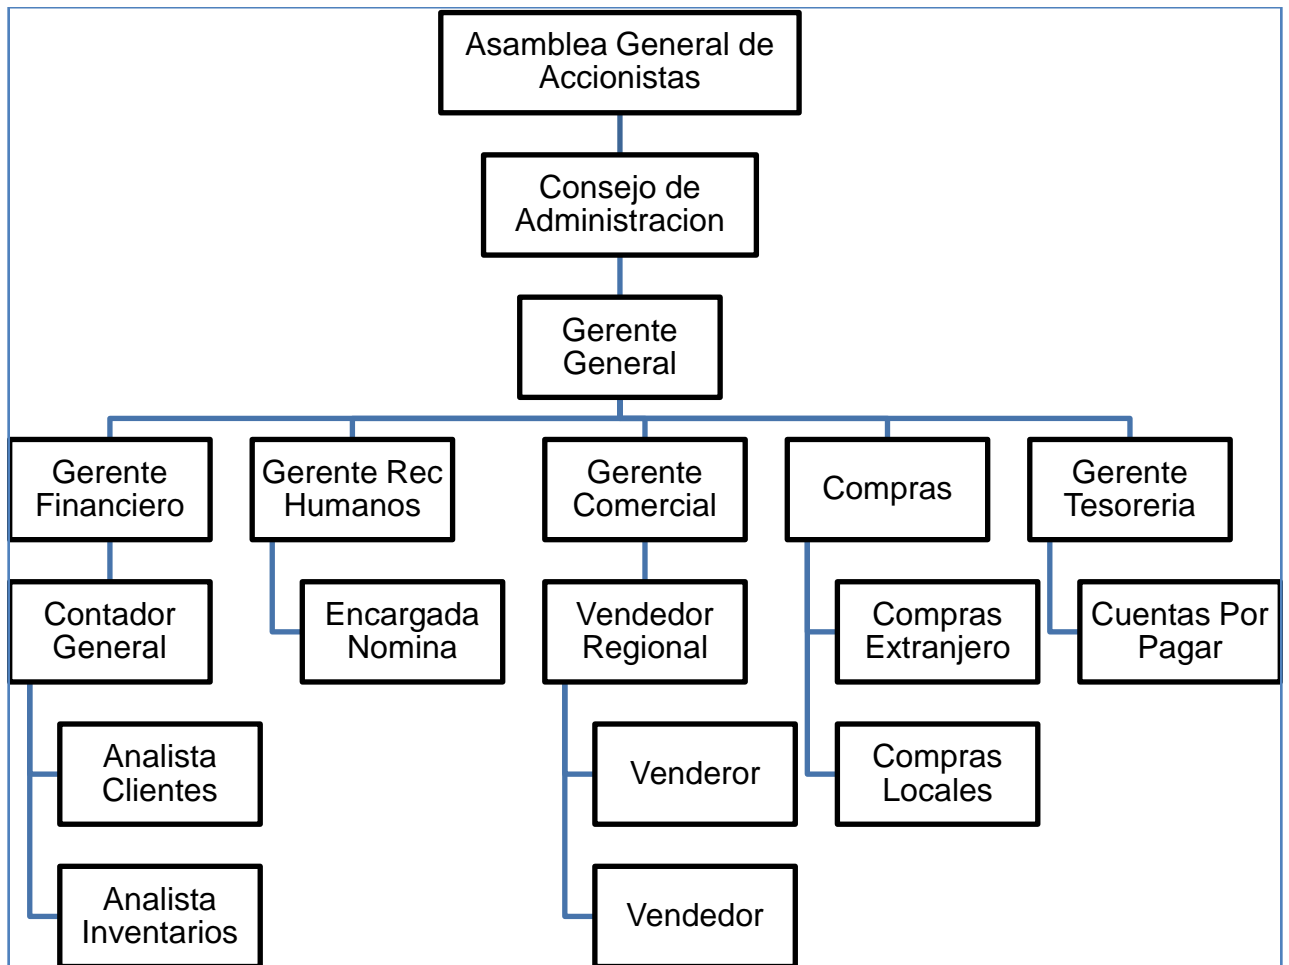 Asamblea General de
Accionistas
Consejo de
Administracion
Gerente
General
Gerente
Financiero
Gerente Rec
Humanos
Gerente
Comercial
Compras
Gerente
Tesoreria
Contador
General
Encargada
Nomina
Vendedor
Regional
Compras
Extranjero
Cuentas Por
Pagar
Analista
Clientes
Venderor
Compras
Locales
Analista
Inventarios
Vendedor